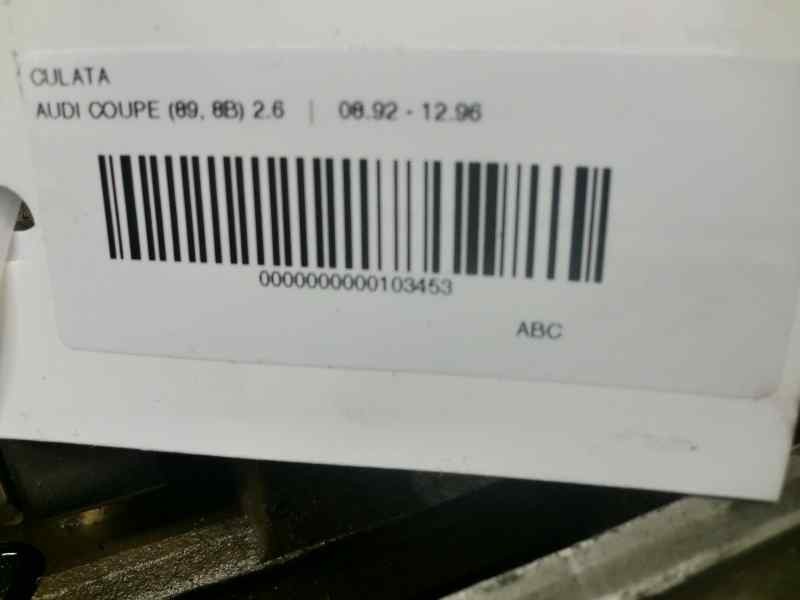 CULATA
AUDI COUPE (89, 8B) 2.6 | 08.92 - 12.96
0000000000103453
ABC